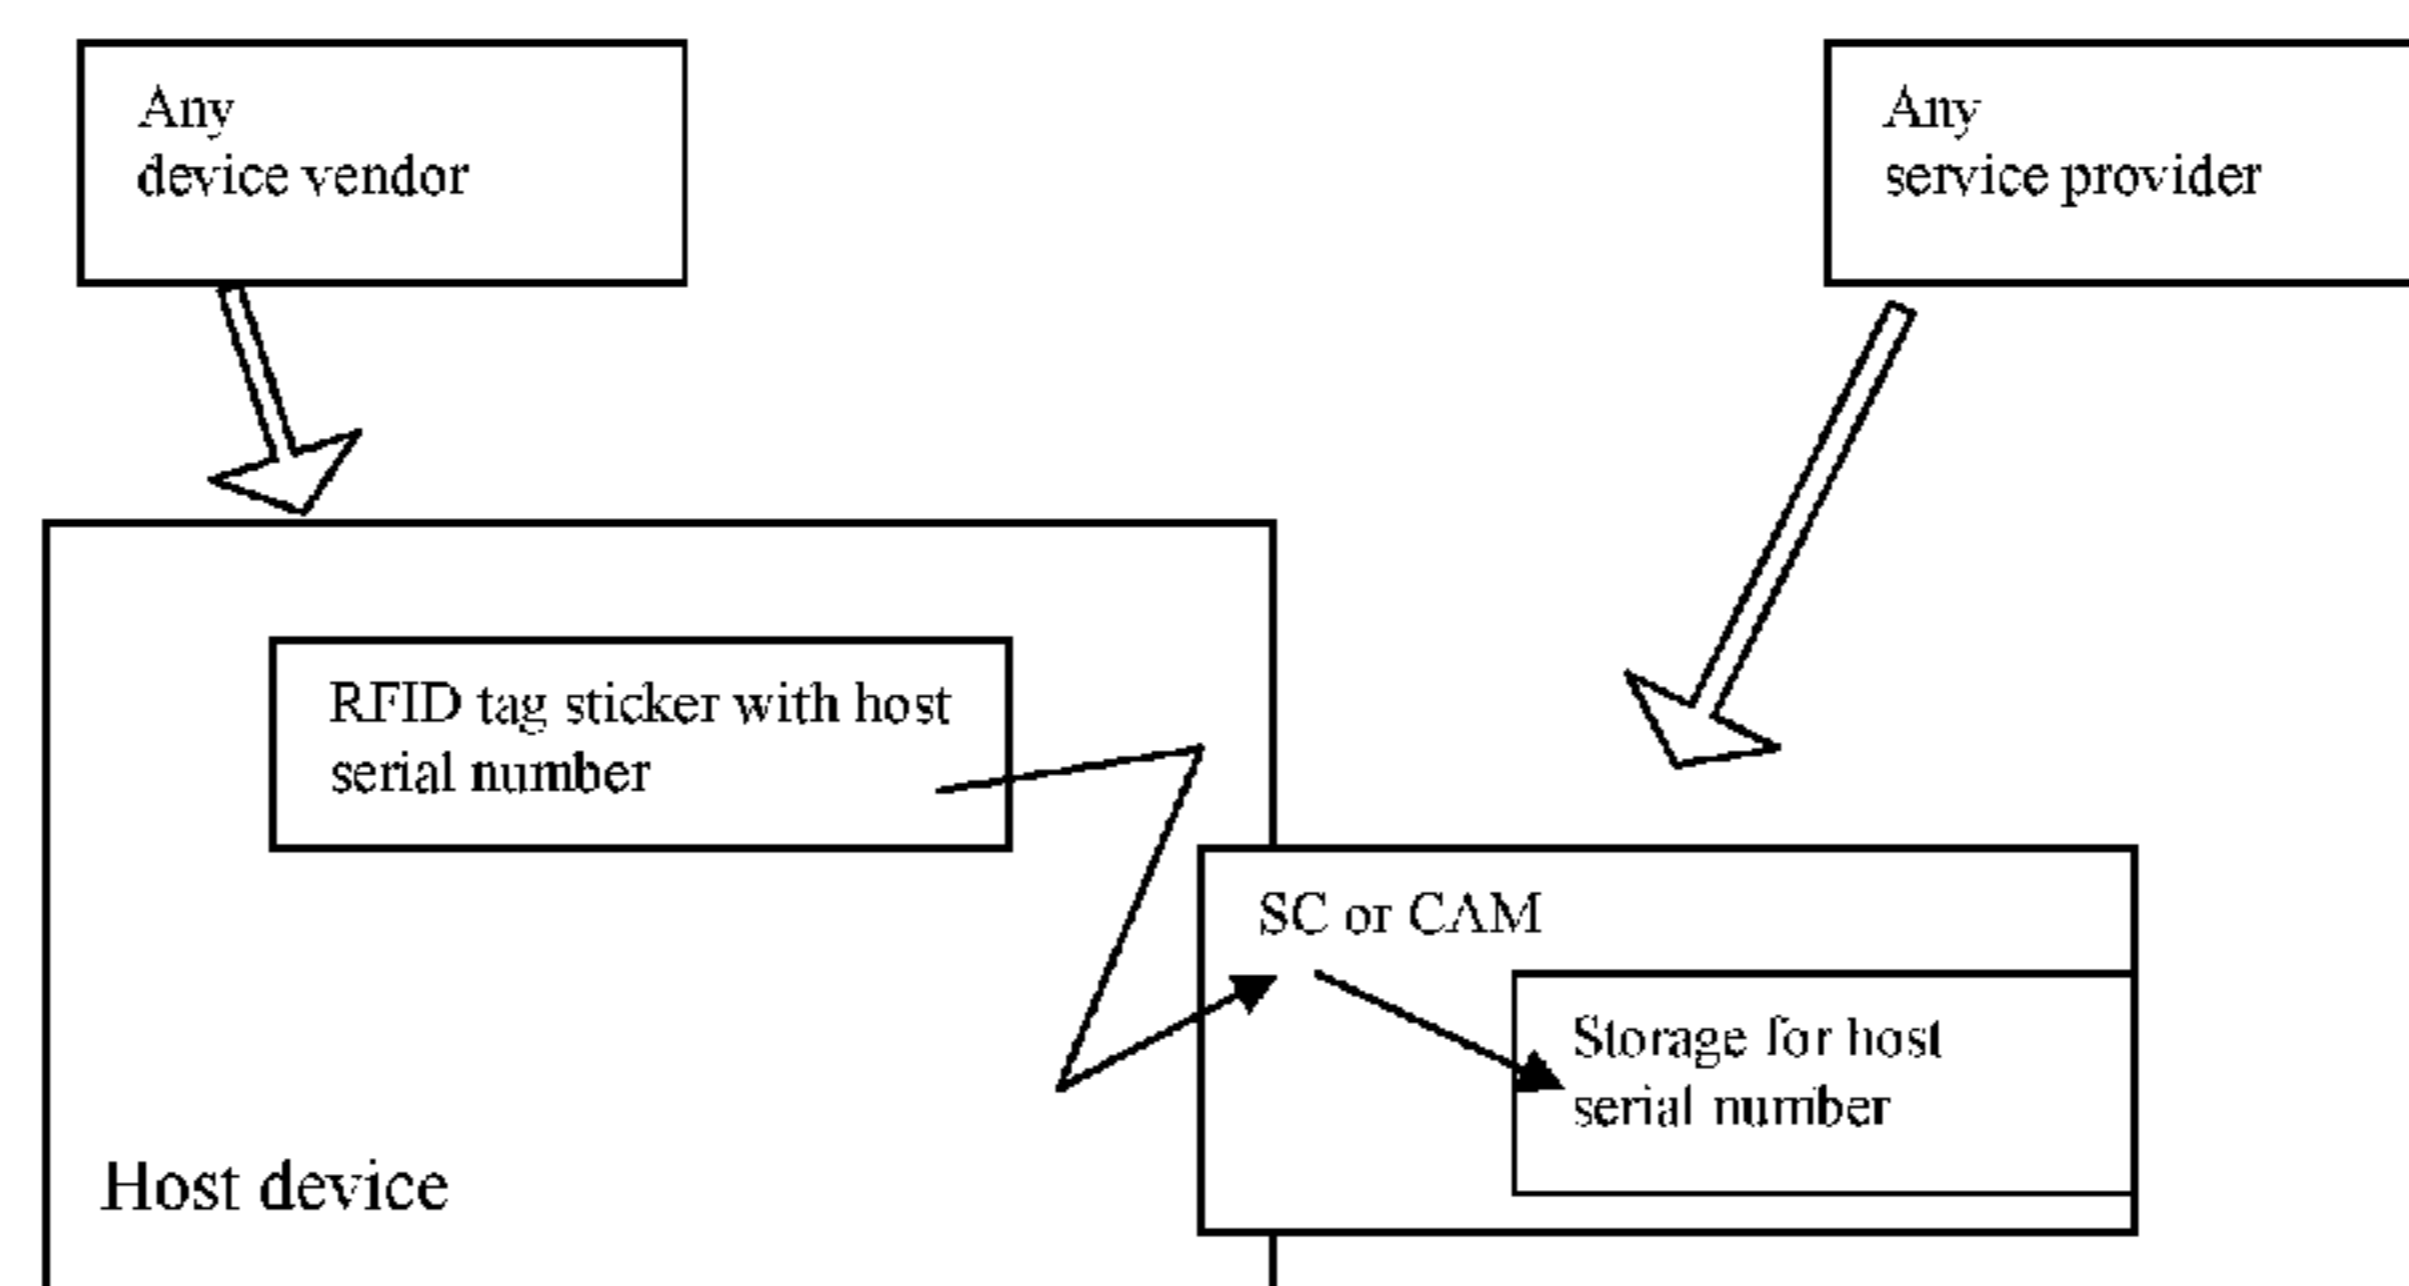 Any
device vendor
Any
service provider
RFID tag sticker with host
serial number
SC or CAM
Storage for host
serial number
Host device